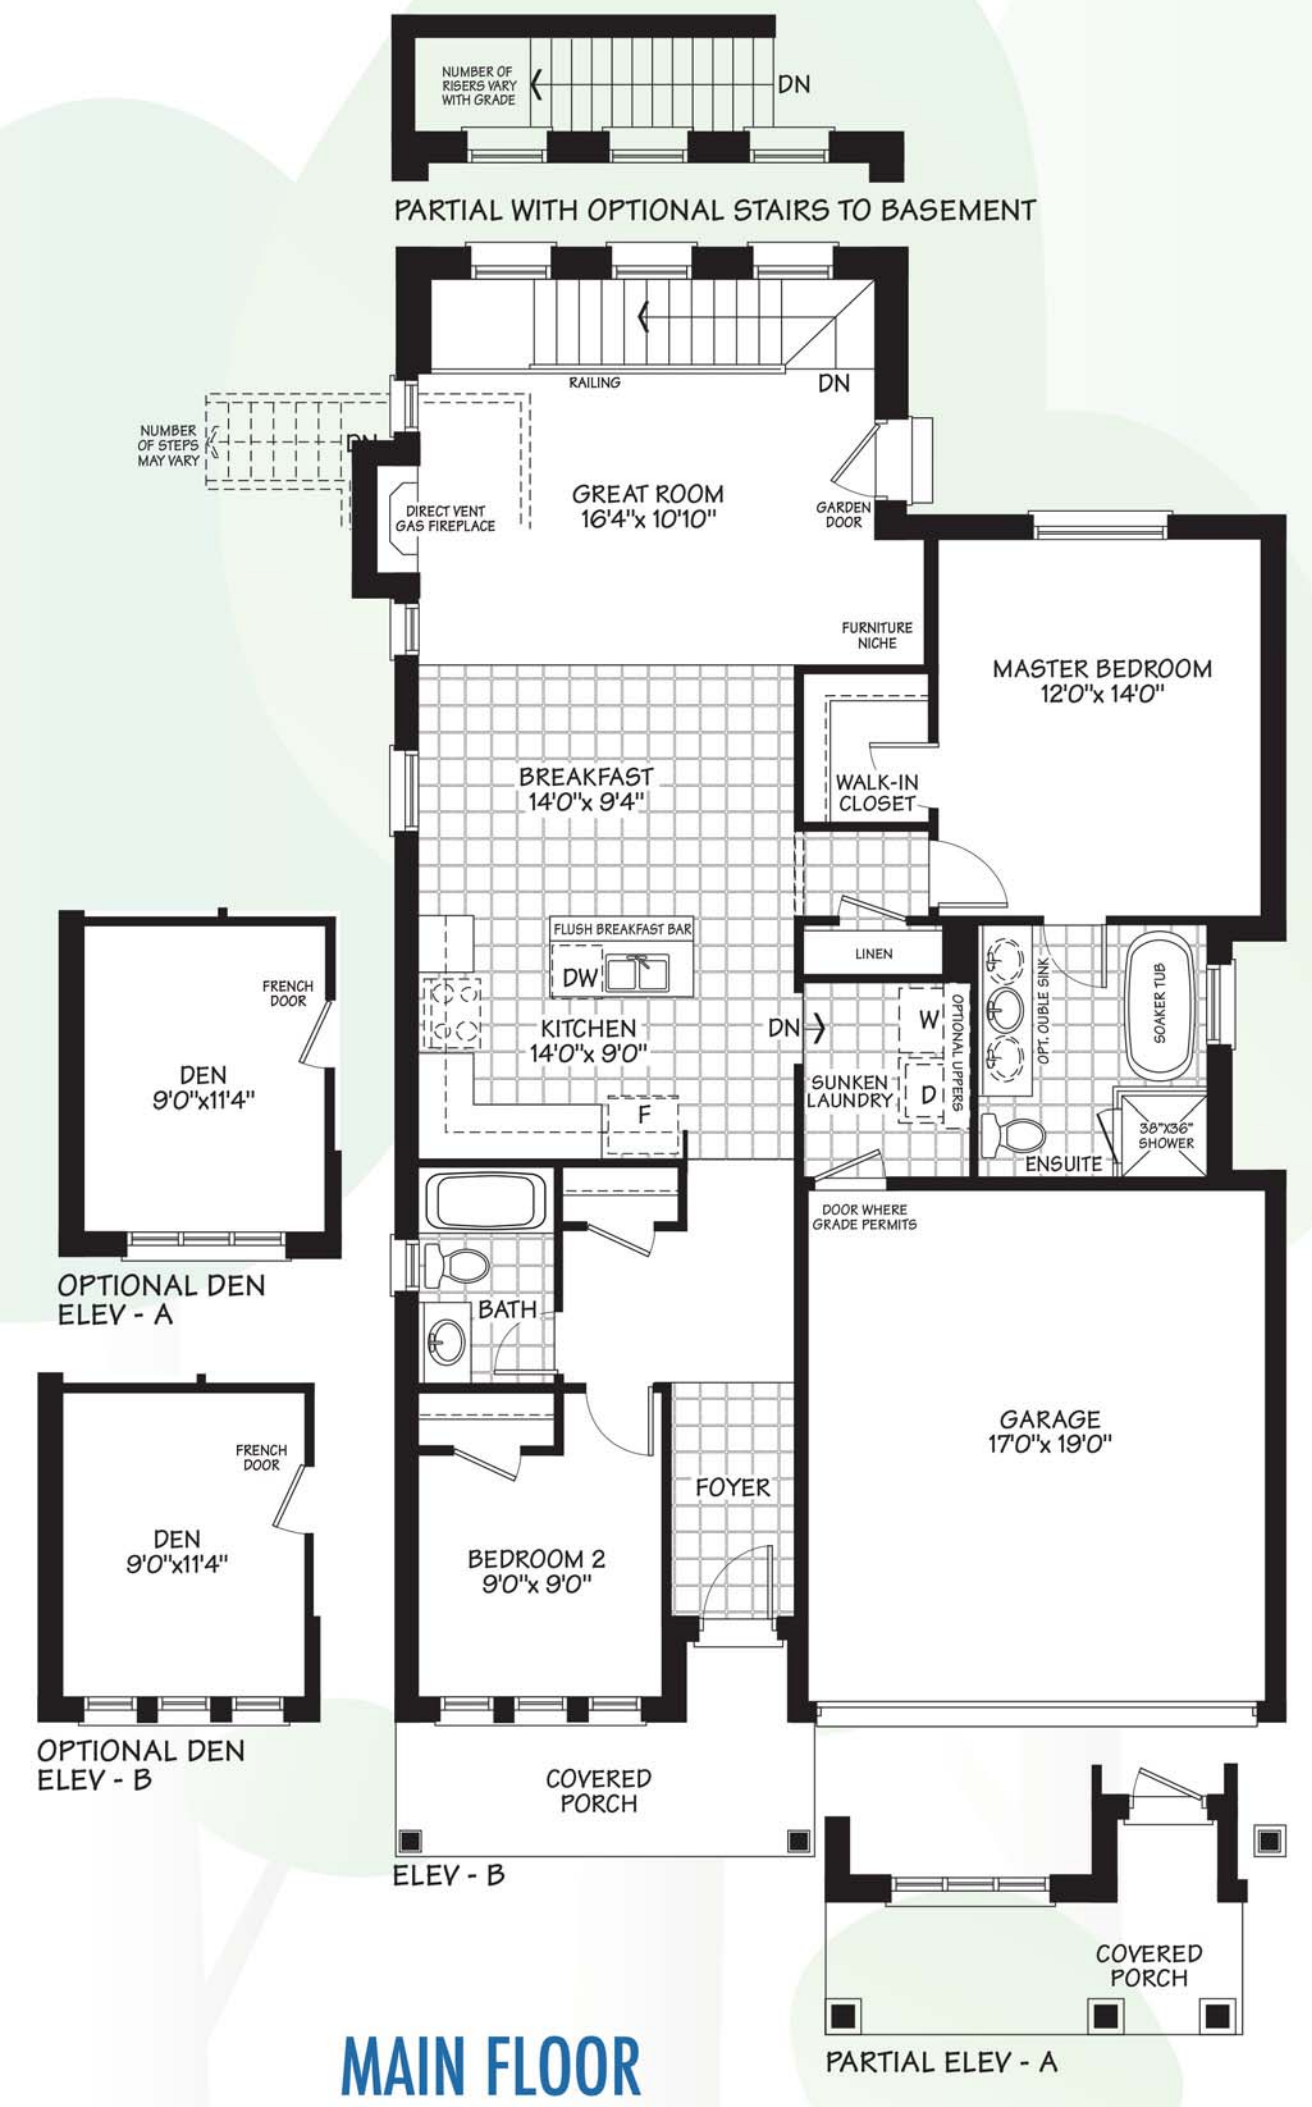 NUMBER OF
RISERS VARY
WITH GRADE
DN
PARTIAL WITH OPTIONAL STAIRS TO BASEMENT
RAILING
DN
NUMBER
OF STEPS
MAY VARY
DN
GREAT ROOM
16'4"x 10'10"
DIRECT VENT
GAS FIREPLACE
GARDEN
DOOR
FURNITURE
NICHE
MASTER BEDROOM
12'0"x 14'0"
BREAKFAST
14'0"x 9'4"
WALK-IN
CLOSET
FLUSH BREAKFAST BAR
DW
LINEN
KITCHEN
14'0"x 9'0"
DN
W
D
OPTIONAL UPPERS
SUNKEN
LAUNDRY
F
OPT. OUBLE SINK
SOAKER TUB
38"X36"
SHOWER
ENSUITE
FRENCH
DOOR
DEN
9'0"x11'4"
OPTIONAL DEN
ELEV - A
DOOR WHERE
GRADE PERMITS
BATH
GARAGE
17'0"x 19'0"
FRENCH
DOOR
DEN
9'0"x11'4"
OPTIONAL DEN
ELEV - B
FOYER
BEDROOM 2
9'0"x 9'0"
COVERED
PORCH
ELEV - B
COVERED
PORCH
PARTIAL ELEV - A
MAIN FLOOR